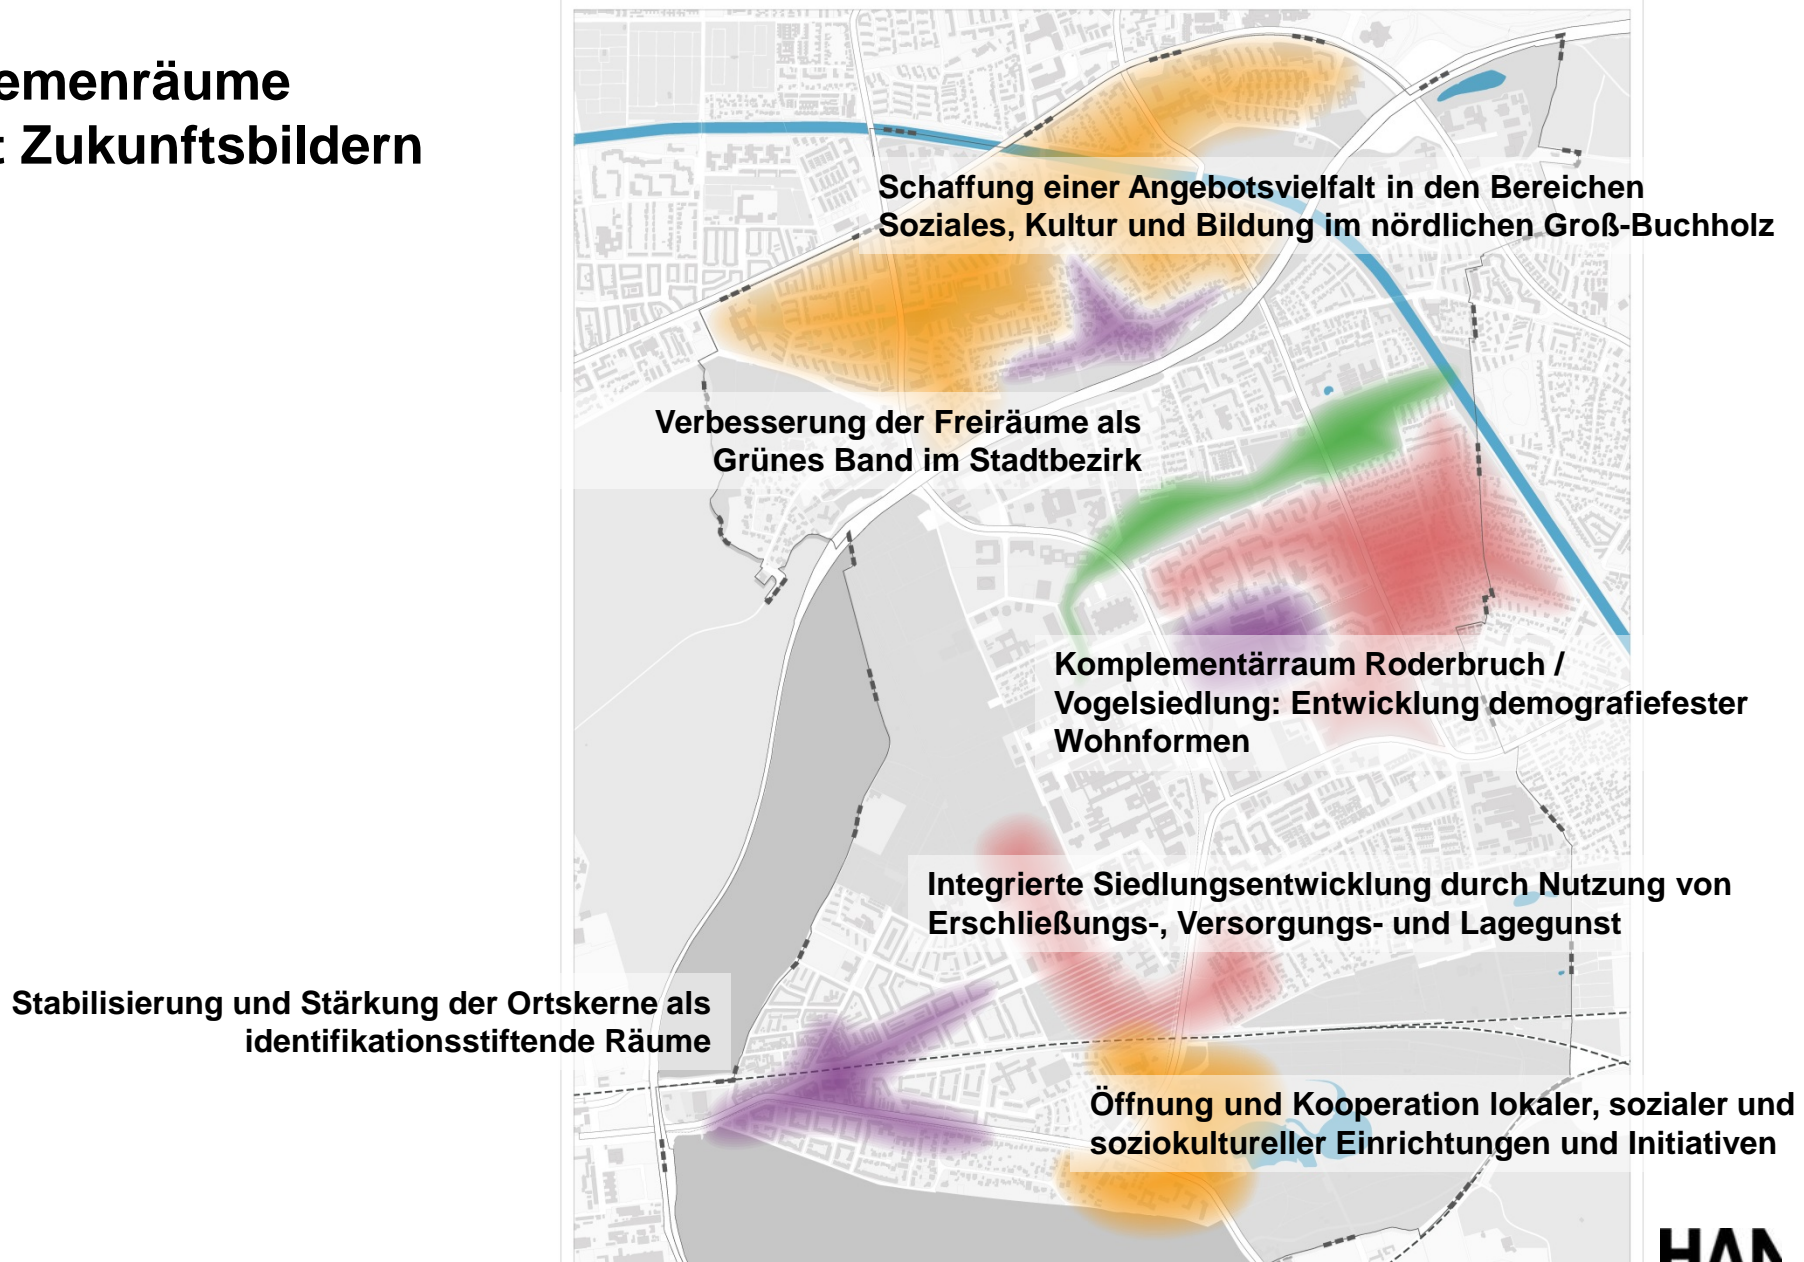 emenräume
t Zukunftsbildern
Schaffung einer Angebotsvielfalt in den Bereichen
Soziales, Kultur und Bildung im nördlichen Groß-Buchholz
Verbesserung der Freiräume als
Grünes Band im Stadtbezirk
Komplementärraum Roderbruch /
Vogelsiedlung: Entwicklung demografiefester
Wohnformen
Integrierte Siedlungsentwicklung durch Nutzung von
Erschließungs-, Versorgungs- und Lagegunst
Stabilisierung und Stärkung der Ortskerne als
identifikationsstiftende Räume
Öffnung und Kooperation lokaler, sozialer und
soziokultureller Einrichtungen und Initiativen
HAN